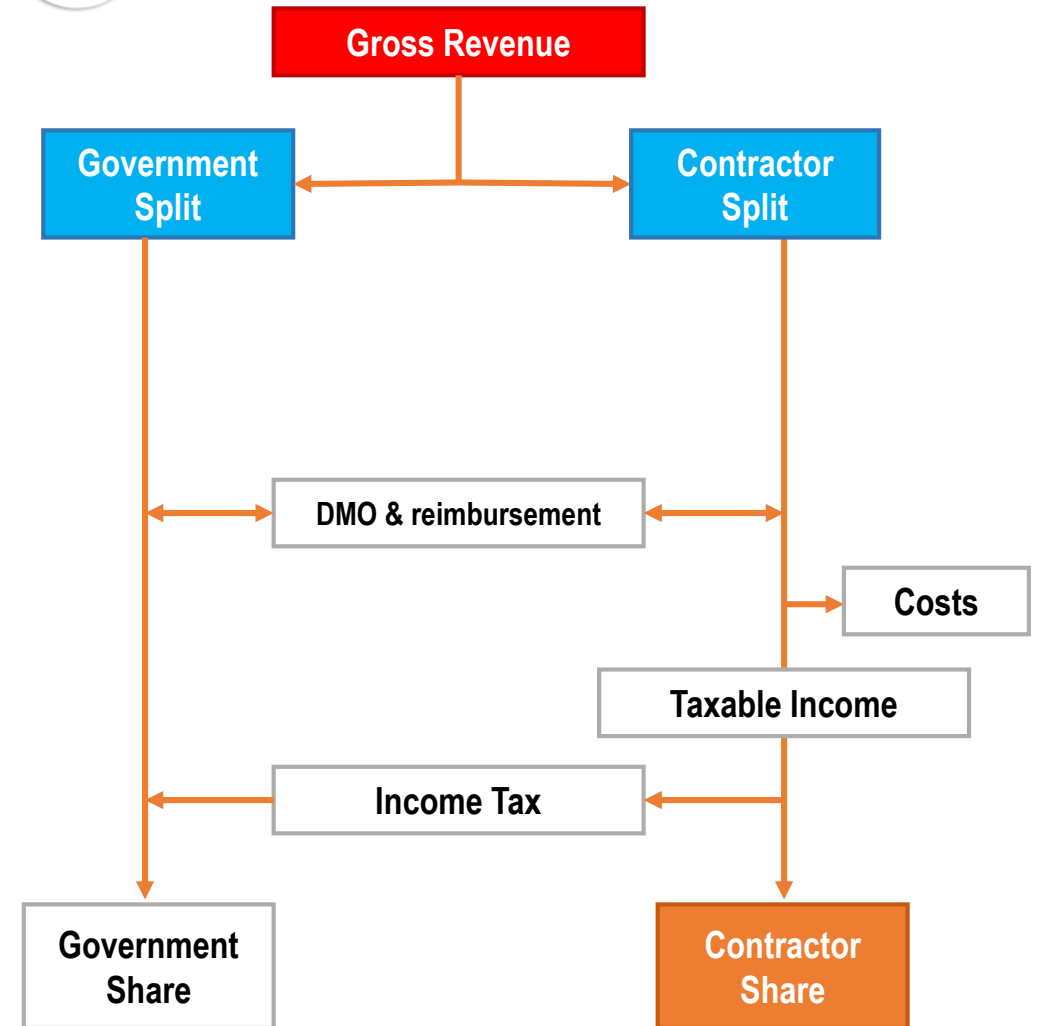 Gross Revenue
Government
Split
Contractor
Split
DMO & reimbursement
Costs
Taxable Income
Income Tax
Government
Share
Contractor
Share